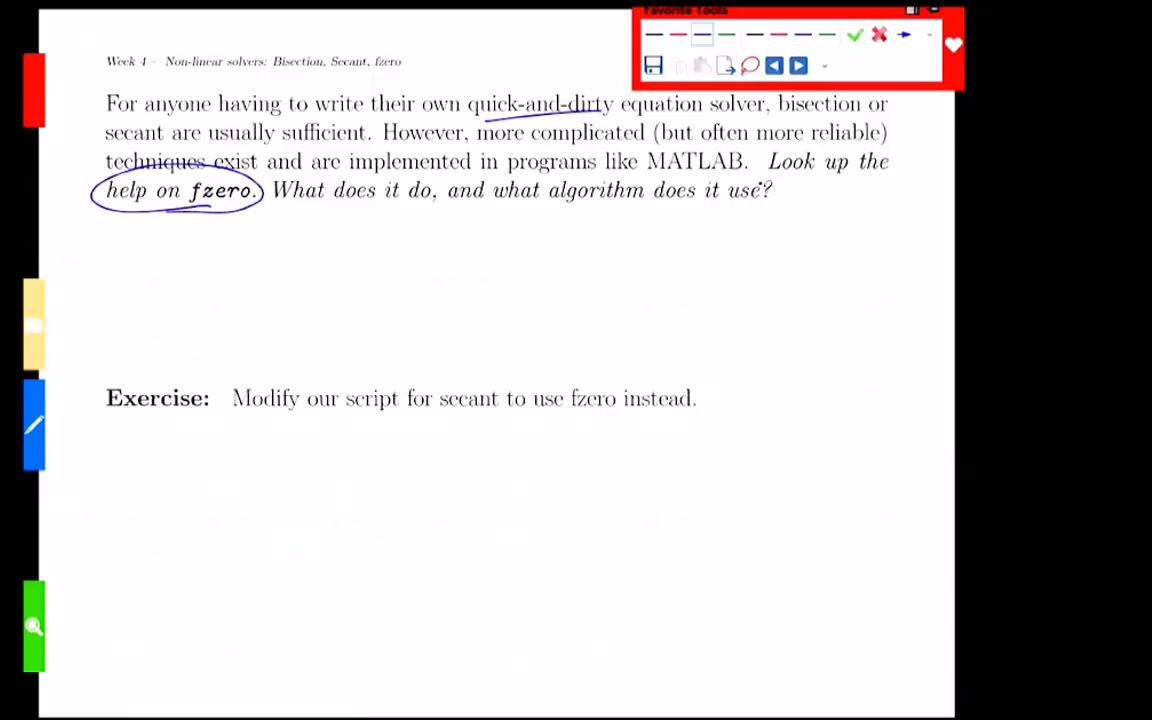 Favorite Tools
Week 4 – Non-linear solvers: Bisection, Secant, fzero
For anyone having to write their own quick-and-dirty equation solver, bisection or
secant are usually sufficient. However, more complicated (but often more reliable)
techniques exist and are implemented in programs like MATLAB. Look up the
help on fzero. What does it do, and what algorithm does it use?
Exercise: Modify our script for secant to use fzero instead.